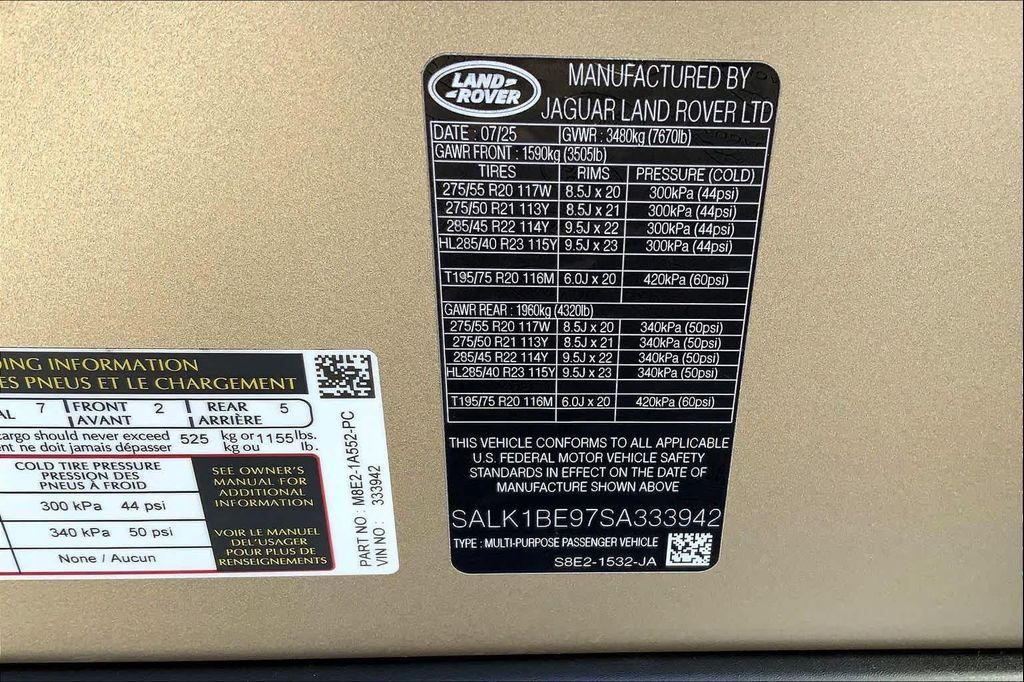 LAND-
ROVER
MANUFACTURED BY
JAGUAR LAND ROVER LTD
DATE : 07/25 GVWR : 3480kg (7670lb)
GAWR FRONT : 1590kg (3505lb)
TIRES RIMS PRESSURE (COLD)
275/55 R20 117W 8.5J x 20 300kPa (44psi)
275/50 R21 113Y 8.5J x 21 300kPa (44psi)
285/45 R22 114Y 9.5J x 22 300kPa (44psi)
HL285/40 R23 115Y 9.5J x 23 300kPa (44psi)
T195/75 R20 116M 6.0J x 20 420kPa (60psi)
GAWR REAR : 1960kg (4320lb)
275/55 R20 117W 8.5J x 20 340kPa (50psi)
275/50 R21 113Y 8.5J x 21 340kPa (50psi)
285/45 R22 114Y 9.5J x 22 340kPa (50psi)
HL285/40 R23 115Y 9.5J x 23 340kPa (50psi)
T195/75 R20 116M 6.0J x 20 420kPa (60psi)
THIS VEHICLE CONFORMS TO ALL APPLICABLE
U.S. FEDERAL MOTOR VEHICLE SAFETY
STANDARDS IN EFFECT ON THE DATE OF
MANUFACTURE SHOWN ABOVE
SALK1BE97SA333942
TYPE : MULTI-PURPOSE PASSENGER VEHICLE
S8E2-1532-JA
DING INFORMATION
ES PNEUS ET LE CHARGEMENT
AL 7 FRONT 2 REAR 5
AVANT ARRIÈRE
cargo should never exceed 525 kg or 1155 lbs.
ent ne doit jamais dépasser kg ou lb.
COLD TIRE PRESSURE
PRESSION DES
PNEUS À FROID
300 kPa 44 psi
340 kPa 50 psi
None / Aucun
SEE OWNER'S
MANUAL FOR
ADDITIONAL
INFORMATION
VOIR LE MANUEL
DEL'USAGER
POUR PLUS DE
RENSEIGNEMENTS
PART NO : M8E2-1A552-PC
VIN NO : 333942